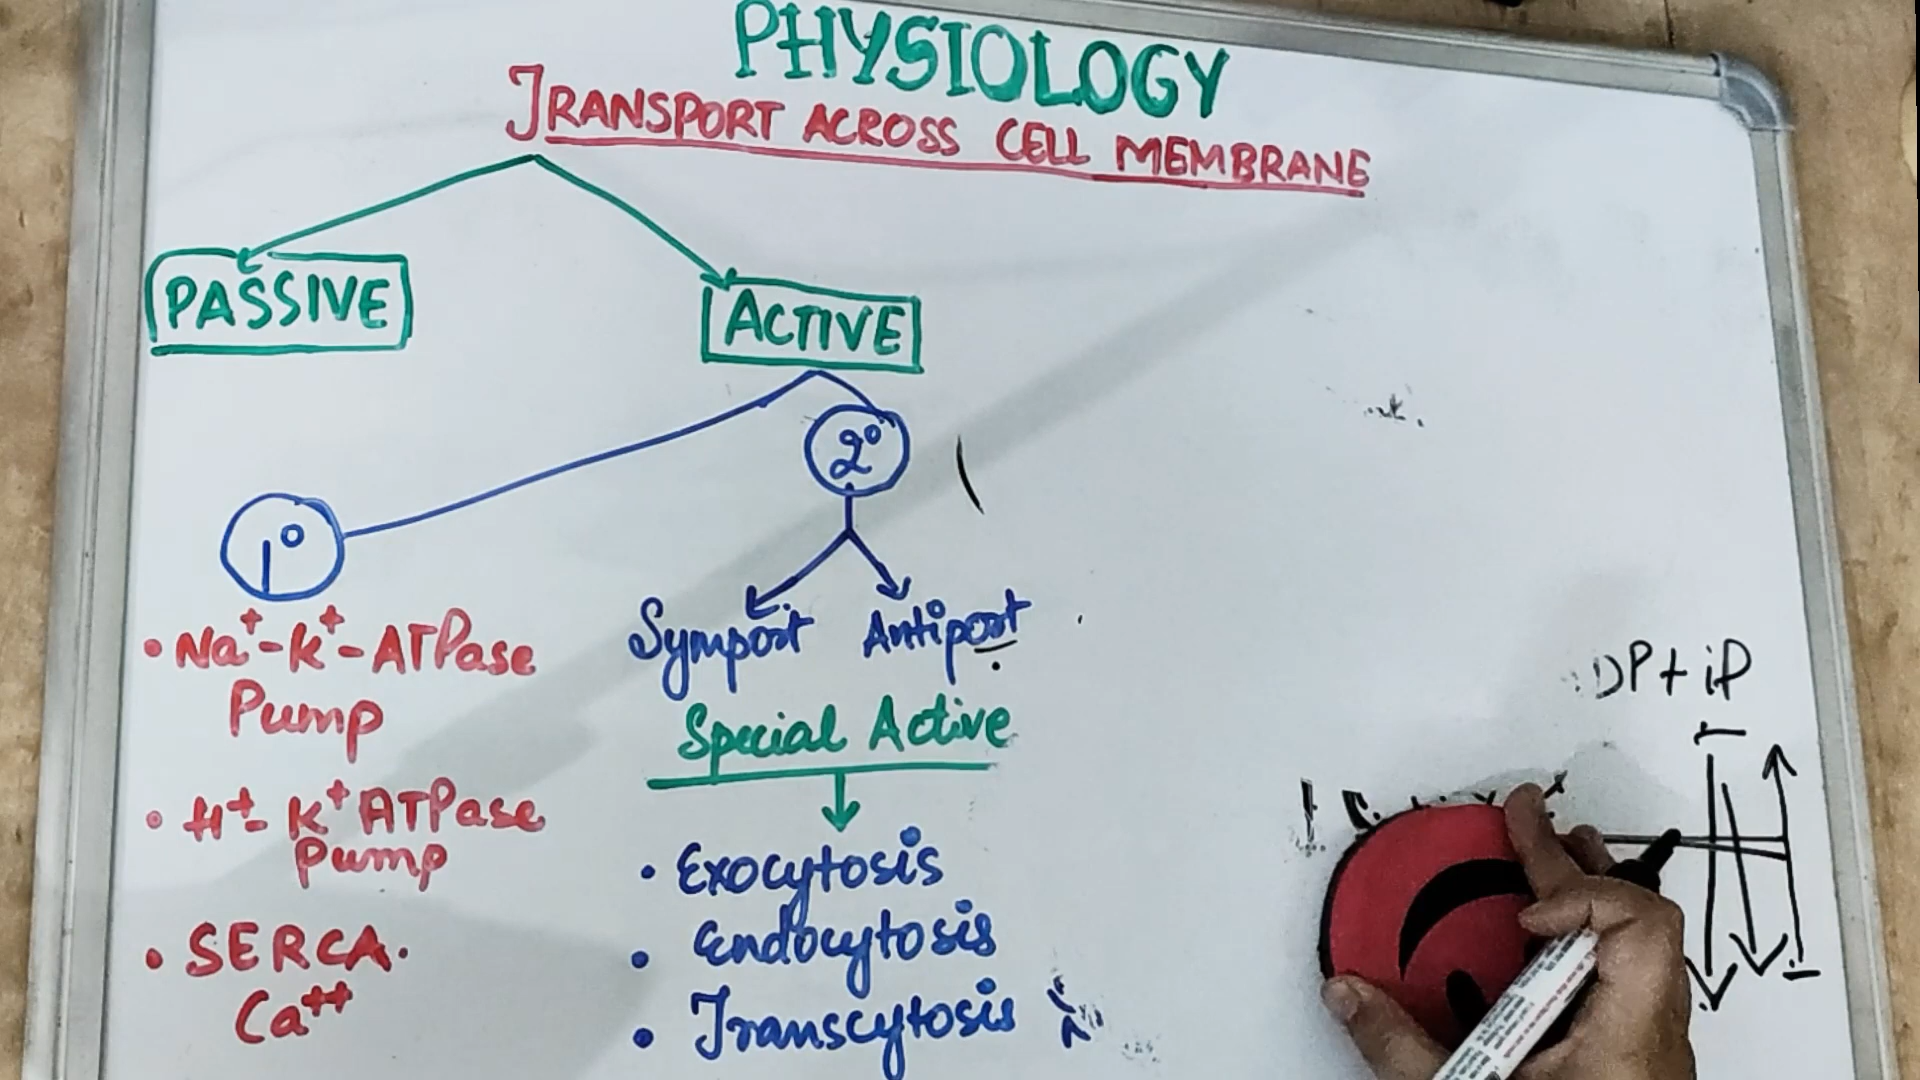 PHYSIOLOGY
TRANSPORT ACROSS CELL MEMBRANE
PASSIVE
ACTIVE
1°
2°
Symport Antiport
• Na⁺-K⁺-ATPase
Pump
• H⁺- K⁺ ATPase
Pump
• SERCA.
Ca⁺⁺
Special Active
• Exocytosis
• Endocytosis
• Transcytosis
DP + iP